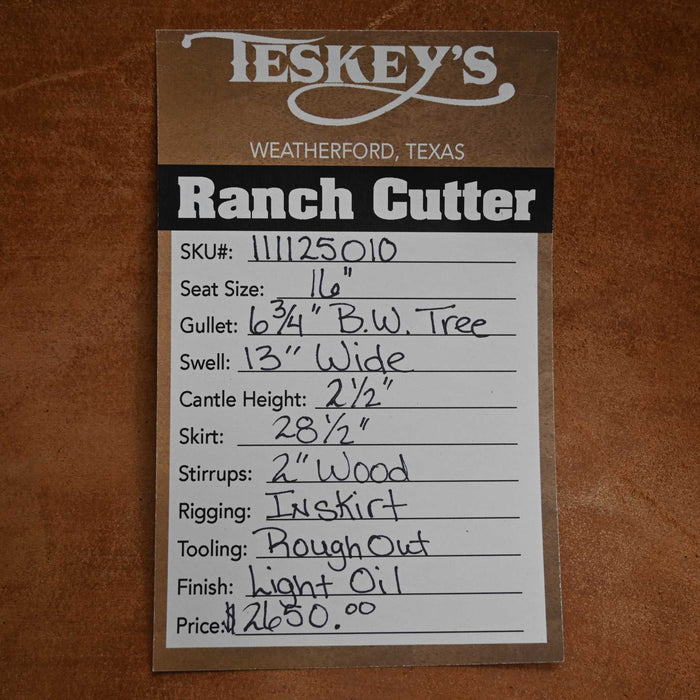 TESKEY'S
WEATHERFORD, TEXAS
Ranch Cutter
SKU#: 111125010
Seat Size: 16"
Gullet: 6 3/4" B.W. Tree
Swell: 13" Wide
Cantle Height: 2 1/2"
Skirt: 28 1/2"
Stirrups: 2" Wood
Rigging: Inskirt
Tooling: Rough Out
Finish: Light Oil
Price: $2650.00